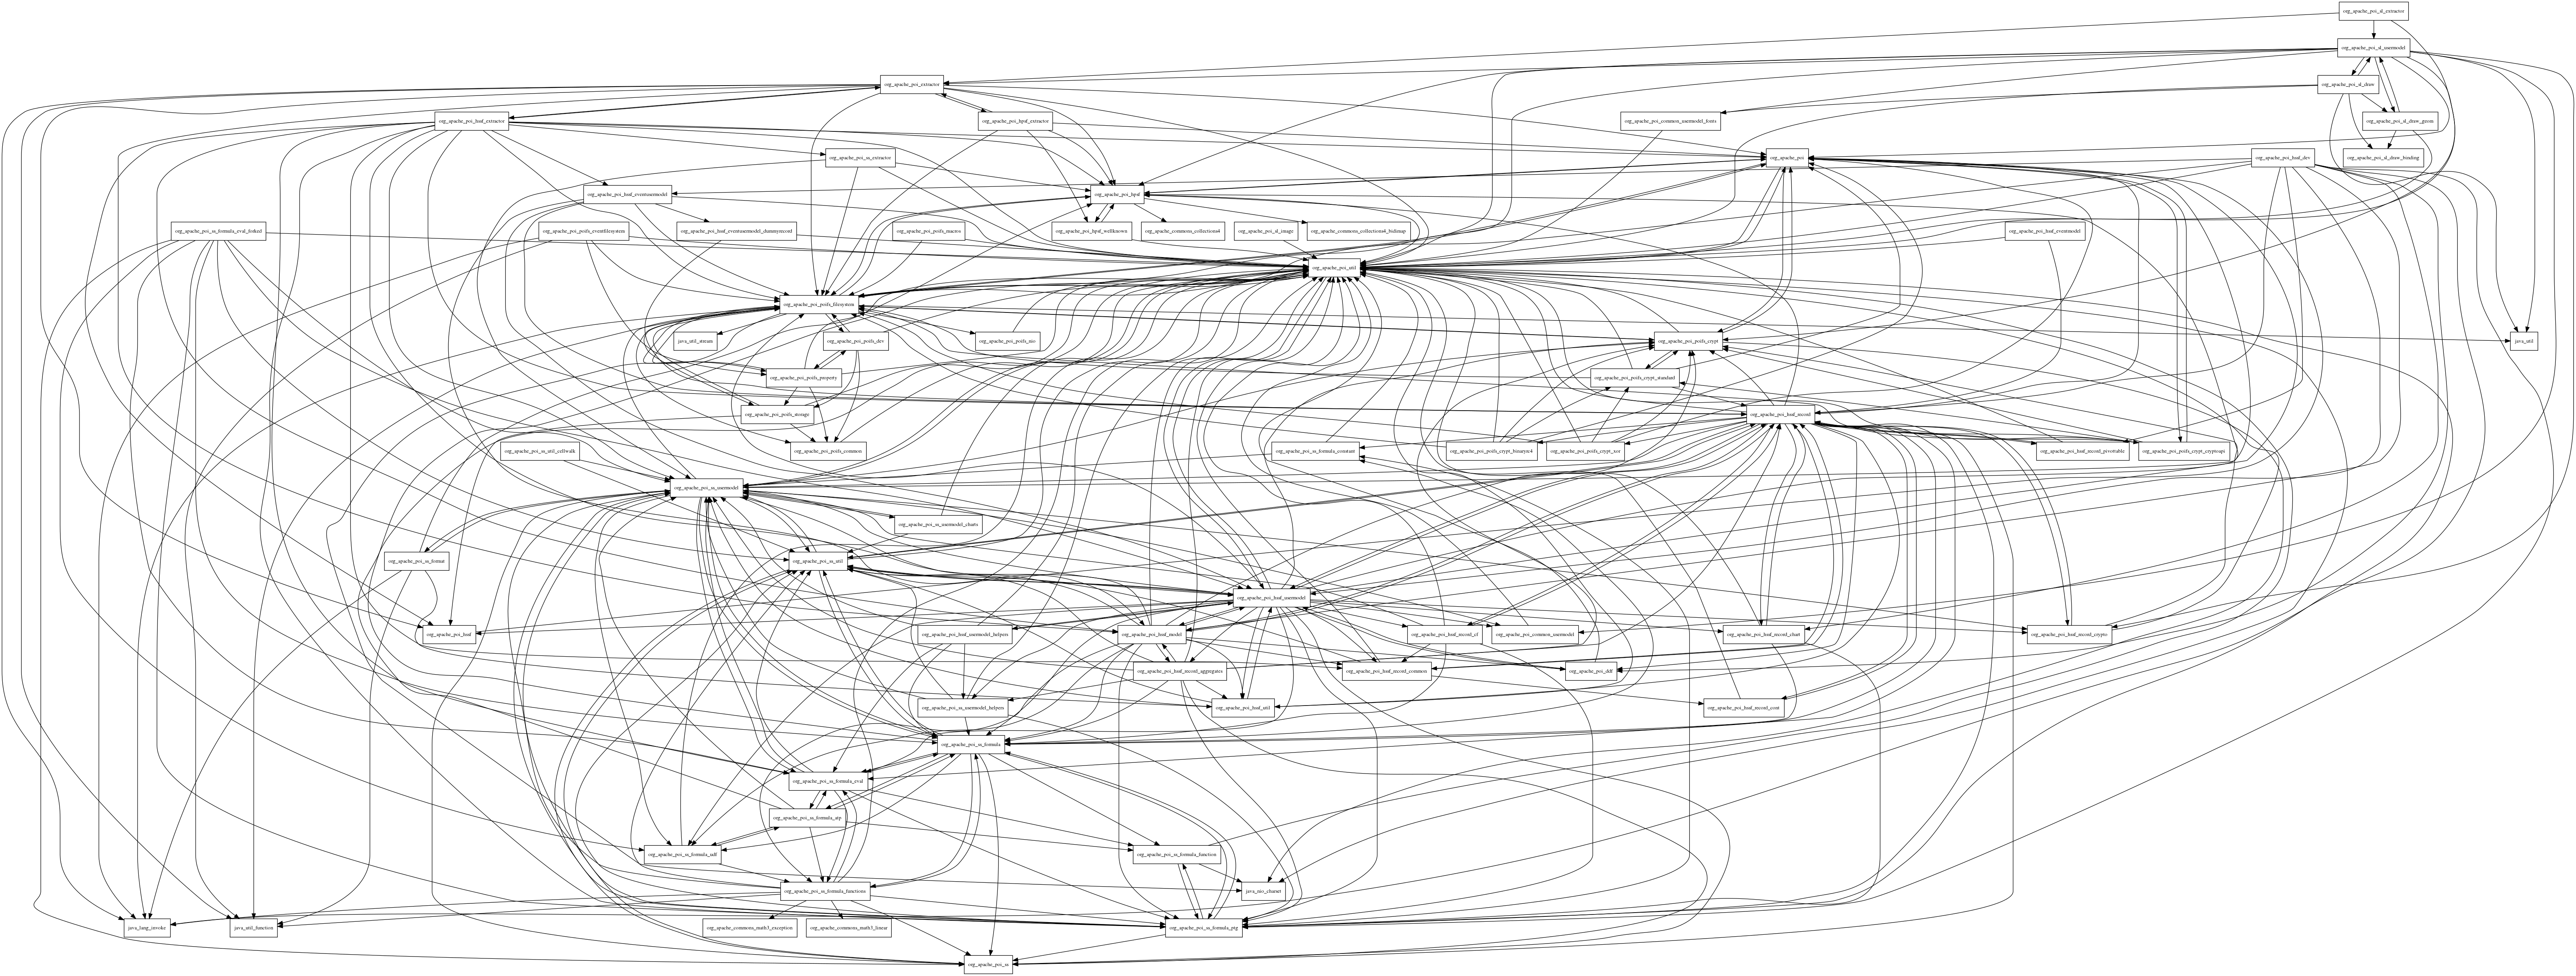 org_apache_poi_sl_extractor
org_apache_poi_sl_usermodel
org_apache_poi_extractor
org_apache_poi_sl_draw
org_apache_poi_hssf_extractor
org_apache_poi_hpsf_extractor
org_apache_poi_common_usermodel_fonts
org_apache_poi_sl_draw_geom
org_apache_poi_ss_extractor
org_apache_poi
org_apache_poi_hssf_dev
org_apache_poi_sl_draw_binding
org_apache_poi_hssf_eventusermodel
org_apache_poi_hpsf
org_apache_poi_ss_formula_eval_forked
org_apache_poi_poifs_eventfilesystem
org_apache_poi_hssf_eventusermodel_dummyrecord
org_apache_poi_poifs_macros
org_apache_poi_hpsf_wellknown
org_apache_commons_collections4
org_apache_poi_sl_image
org_apache_commons_collections4_bidimap
org_apache_poi_hssf_eventmodel
org_apache_poi_util
org_apache_poi_poifs_filesystem
java_util_stream
org_apache_poi_poifs_dev
org_apache_poi_poifs_nio
org_apache_poi_poifs_crypt
java_util
org_apache_poi_poifs_property
org_apache_poi_poifs_crypt_standard
org_apache_poi_poifs_storage
org_apache_poi_hssf_record
org_apache_poi_ss_util_cellwalk
org_apache_poi_poifs_common
org_apache_poi_ss_formula_constant
org_apache_poi_poifs_crypt_binaryrc4
org_apache_poi_poifs_crypt_xor
org_apache_poi_hssf_record_pivottable
org_apache_poi_poifs_crypt_cryptoapi
org_apache_poi_ss_usermodel
org_apache_poi_ss_usermodel_charts
org_apache_poi_ss_format
org_apache_poi_ss_util
org_apache_poi_hssf_usermodel
org_apache_poi_hssf
org_apache_poi_hssf_usermodel_helpers
org_apache_poi_hssf_model
org_apache_poi_hssf_record_cf
org_apache_poi_common_usermodel
org_apache_poi_hssf_record_chart
org_apache_poi_hssf_record_crypto
org_apache_poi_hssf_record_aggregates
org_apache_poi_hssf_record_common
org_apache_poi_ddf
org_apache_poi_ss_usermodel_helpers
org_apache_poi_hssf_util
org_apache_poi_hssf_record_cont
org_apache_poi_ss_formula
org_apache_poi_ss_formula_eval
org_apache_poi_ss_formula_atp
org_apache_poi_ss_formula_udf
org_apache_poi_ss_formula_function
org_apache_poi_ss_formula_functions
java_nio_charset
java_lang_invoke
java_util_function
org_apache_commons_math3_exception
org_apache_commons_math3_linear
org_apache_poi_ss_formula_ptg
org_apache_poi_ss